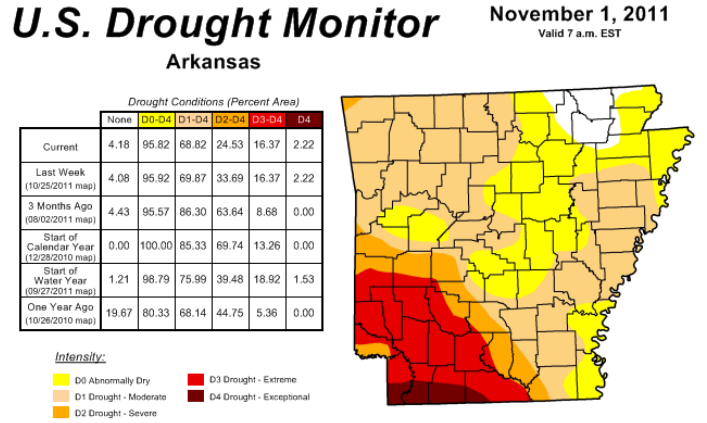 U.S. Drought Monitor
Arkansas
November 1, 2011
Valid 7 a.m. EST
Drought Conditions (Percent Area)
None D0-D4 D1-D4 D2-D4 D3-D4 D4
Current 4.18 95.82 68.82 24.53 16.37 2.22
Last Week
(10/25/2011 map) 4.08 95.92 69.87 33.69 16.37 2.22
3 Months Ago
(08/02/2011 map) 4.43 95.57 86.30 63.64 8.68 0.00
Start of
Calendar Year
(12/28/2010 map) 0.00 100.00 85.33 69.74 13.26 0.00
Start of
Water Year
(09/27/2011 map) 1.21 98.79 75.99 39.48 18.92 1.53
One Year Ago
(10/26/2010 map) 19.67 80.33 68.14 44.75 5.36 0.00
Intensity:
D0 Abnormally Dry
D1 Drought - Moderate
D2 Drought - Severe
D3 Drought - Extreme
D4 Drought - Exceptional